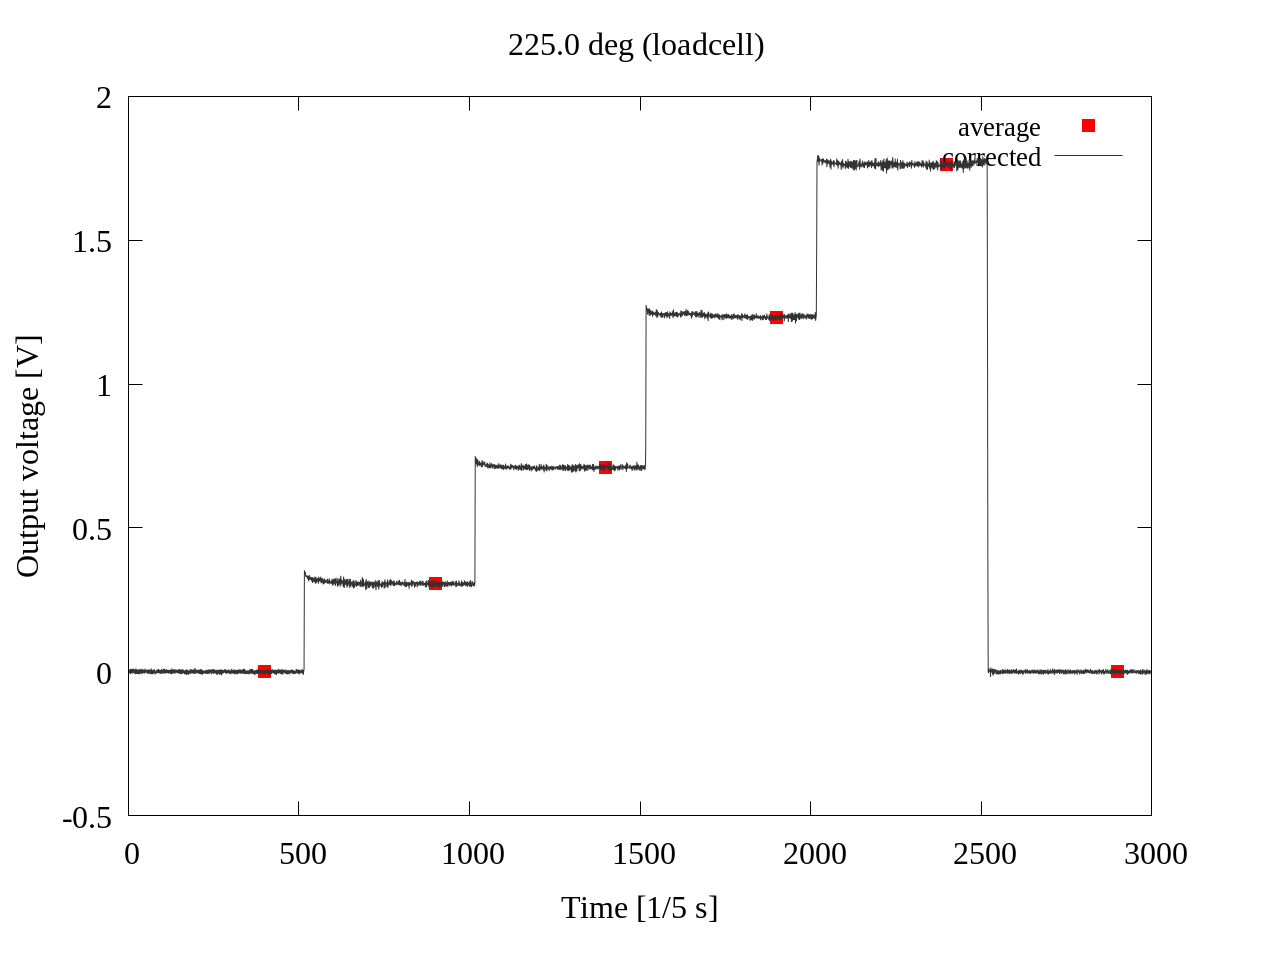 225.0 deg (loadcell)
average
corrected
2
1.5
1
0.5
0
-0.5
Output voltage [V]
0 500 1000 1500 2000 2500 3000
Time [1/5 s]